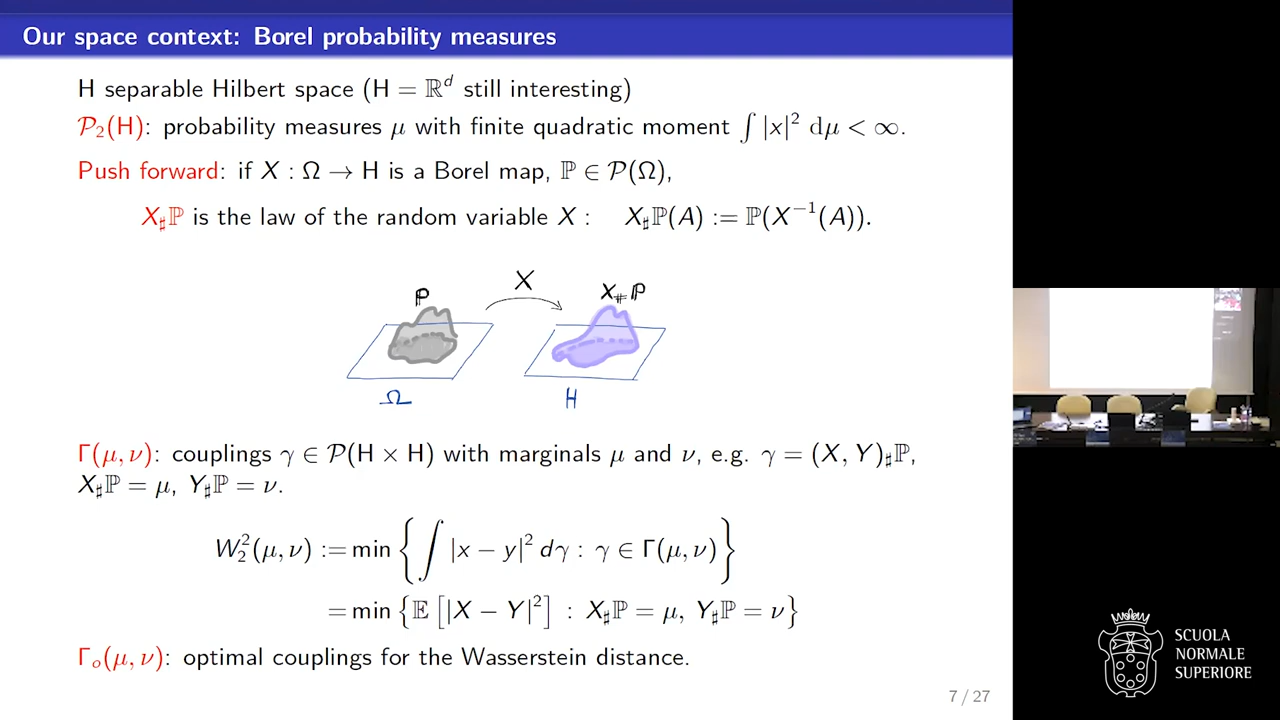 Our space context: Borel probability measures
H separable Hilbert space (H = ℝᵈ still interesting)
𝒫₂(H): probability measures μ with finite quadratic moment ∫ |x|² dμ < ∞.
Push forward: if X : Ω → H is a Borel map, ℙ ∈ 𝒫(Ω),
X♯ℙ is the law of the random variable X : X♯ℙ(A) := ℙ(X⁻¹(A)).
X
ℙ
X#ℙ
Ω
H
Γ(μ, ν): couplings γ ∈ 𝒫(H × H) with marginals μ and ν, e.g. γ = (X, Y)♯ℙ,
X♯ℙ = μ, Y♯ℙ = ν.
W₂²(μ, ν) := min { ∫ |x − y|² dγ : γ ∈ Γ(μ, ν) }
= min { 𝔼 [|X − Y|²] : X♯ℙ = μ, Y♯ℙ = ν }
Γₒ(μ, ν): optimal couplings for the Wasserstein distance.
7 / 27
SCUOLA
NORMALE
SUPERIORE